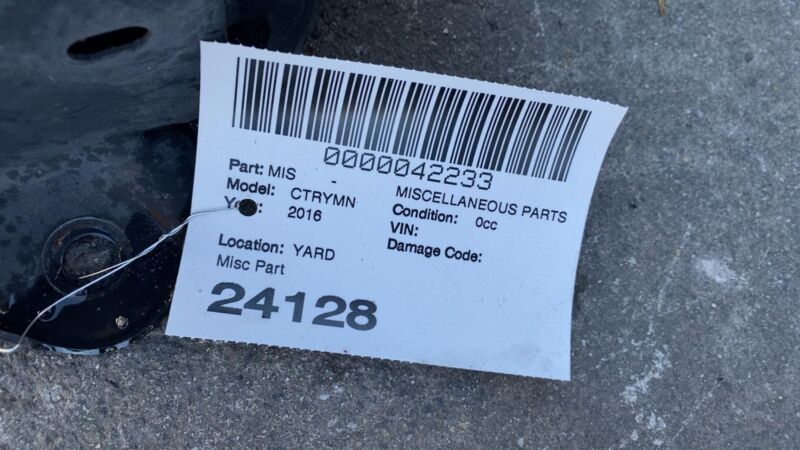 0000042233
Part: MIS - MISCELLANEOUS PARTS
Model: CTRYMN Condition: 0cc
2016 VIN:
Location: YARD Damage Code:
Misc Part
24128